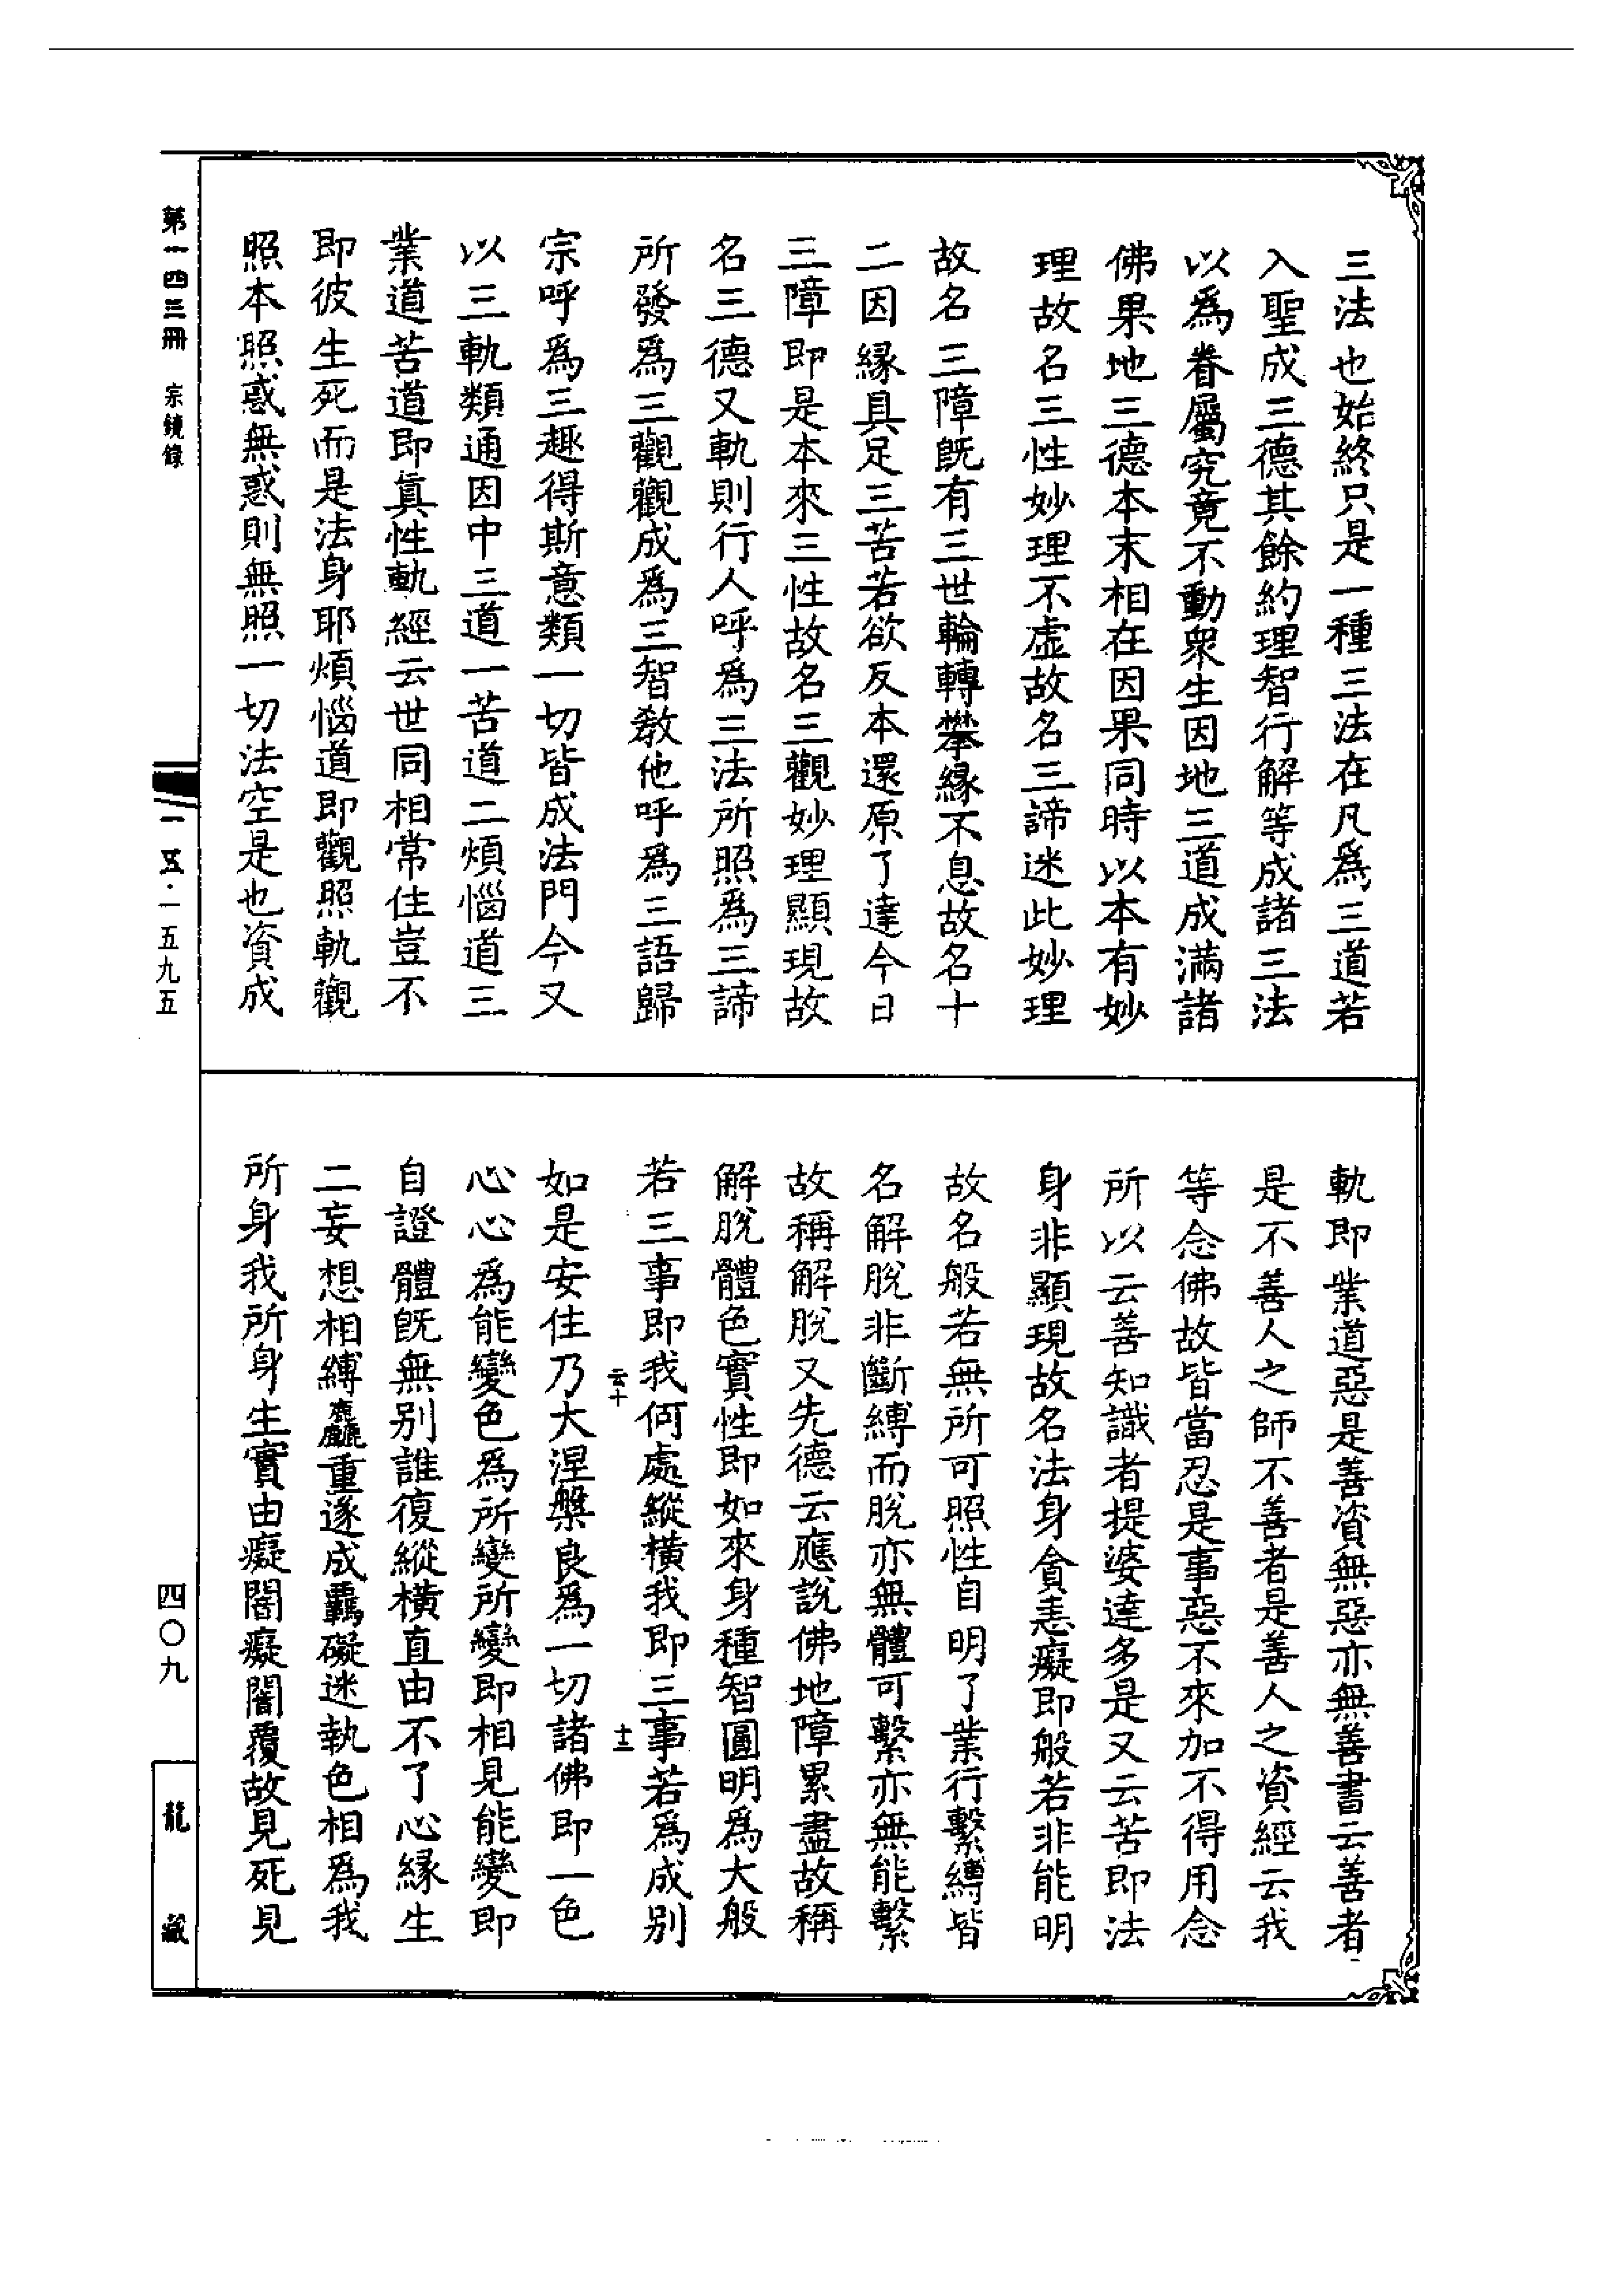 三法也始終只是一種三法在凡爲三道若
入聖成三德其餘約理智行解等成諸三法
以爲眷屬究竟不動衆生因地三道成滿諸
佛果地三德本末相在因果同時以本有妙
理故名三性妙理不虛故名三諦迷此妙理
故名三障旣有三世輪轉攀緣不息故名十
二因緣具足三苦若欲反本還原了達今日
三障即是本來三性故名三觀妙理顯現故
名三德又軌則行人呼爲三法所照爲三諦
所發爲三觀觀成爲三智敎他呼爲三語歸
宗呼爲三趣得斯意類一切皆成法門今又
以三軌類通因中三道一苦道二煩惱道三
業道苦道即眞性軌經云世同相常住豈不
即彼生死而是法身耶煩惱道即觀照軌觀
照本照惑無惑則無照一切法空是也資成
軌即業道惡是善資無惡亦無善書云善者
是不善人之師不善者是善人之資經云我
等念佛故皆當忍是事惡不來加不得用念
所以云善知識者提婆達多是又云苦即法
身非顯現故名法身貪恚癡即般若非能明
故名般若無所可照性自明了業行繫縛皆
名解脫非斷縛而脫亦無體可繫亦無能繫
故稱解脫又先德云應說佛地障累盡故稱
解脫體色實性即如來身種智圓明爲大般
若三事即我何處縱橫我即三事若爲成別
云十
十二
如是安住乃大涅槃良爲一切諸佛即一色
心心爲能變色爲所變所變即相見能變即
自證體旣無別誰復縱橫直由不了心緣生
二妄想相縛麤重遂成羈礙迷執色相爲我
所身我所身生實由癡闇癡闇覆故見死見
第一四三冊 宗鏡錄
一五·一五九五
四〇九
龍藏